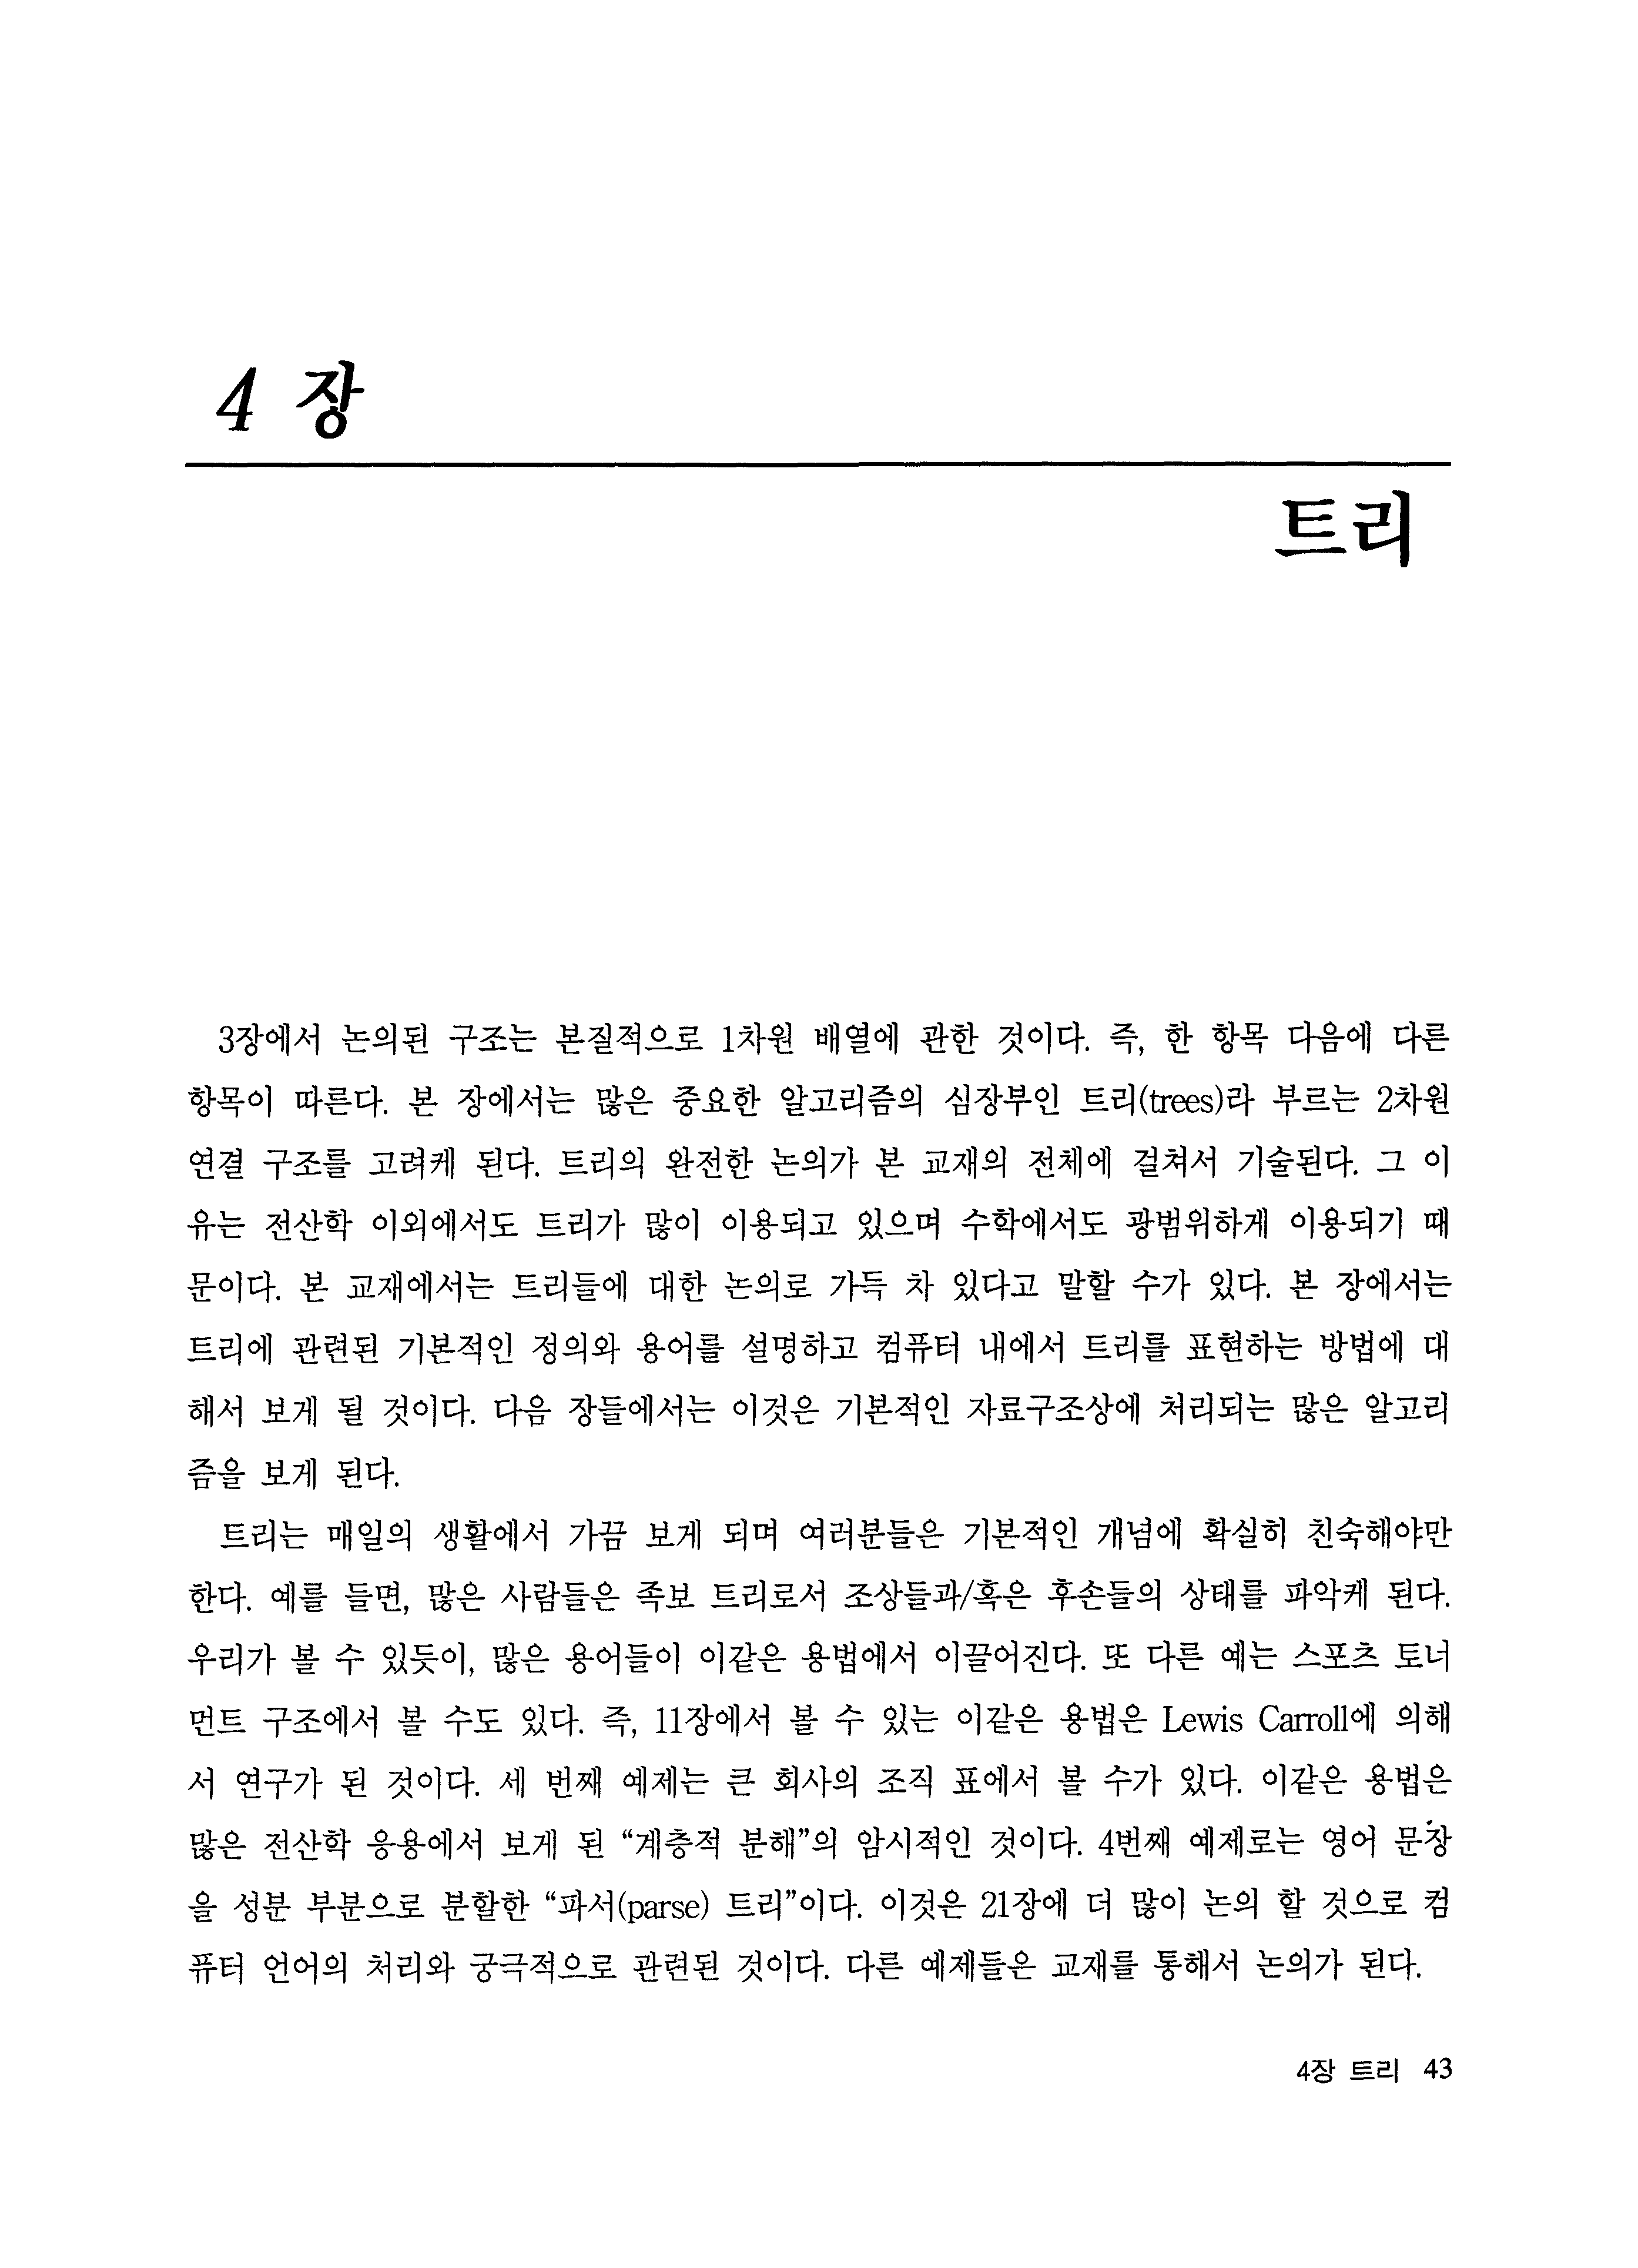 4 장
트리
3장에서 논의된 구조는 본질적으로 1차원 배열에 관한 것이다. 즉, 한 항목 다음에 다른
항목이 따른다. 본 장에서는 많은 중요한 알고리즘의 심장부인 트리(trees)라 부르는 2차원
연결 구조를 고려케 된다. 트리의 완전한 논의가 본 교재의 전체에 걸쳐서 기술된다. 그 이
유는 전산학 이외에서도 트리가 많이 이용되고 있으며 수학에서도 광범위하게 이용되기 때
문이다. 본 교재에서는 트리들에 대한 논의로 가득 차 있다고 말할 수가 있다. 본 장에서는
트리에 관련된 기본적인 정의와 용어를 설명하고 컴퓨터 내에서 트리를 표현하는 방법에 대
해서 보게 될 것이다. 다음 장들에서는 이것은 기본적인 자료구조상에 처리되는 많은 알고리
즘을 보게 된다.
트리는 매일의 생활에서 가끔 보게 되며 여러분들은 기본적인 개념에 확실히 친숙해야만
한다. 예를 들면, 많은 사람들은 족보 트리로서 조상들과/혹은 후손들의 상태를 파악케 된다.
우리가 볼 수 있듯이, 많은 용어들이 이같은 용법에서 이끌어진다. 또 다른 예는 스포츠 토너
먼트 구조에서 볼 수도 있다. 즉, 11장에서 볼 수 있는 이같은 용법은 Lewis Carroll에 의해
서 연구가 된 것이다. 세 번째 예제는 큰 회사의 조직 표에서 볼 수가 있다. 이같은 용법은
많은 전산학 응용에서 보게 된 “계층적 분해”의 암시적인 것이다. 4번째 예제로는 영어 문장
을 성분 부분으로 분할한 “파서(parse) 트리”이다. 이것은 21장에 더 많이 논의 할 것으로 컴
퓨터 언어의 처리와 궁극적으로 관련된 것이다. 다른 예제들은 교재를 통해서 논의가 된다.
4장 트리 43